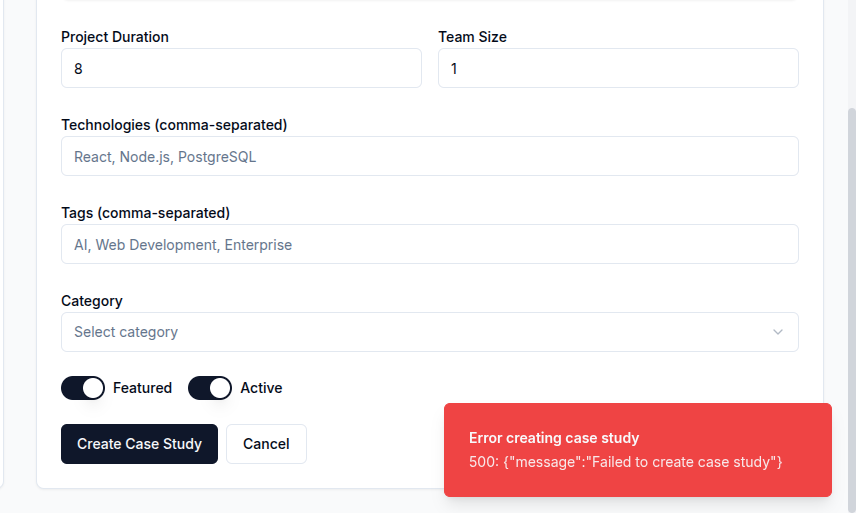 Project Duration
Team Size
8
1
Technologies (comma-separated)
React, Node.js, PostgreSQL
Tags (comma-separated)
AI, Web Development, Enterprise
Category
Select category
Featured
Active
Create Case Study
Cancel
Error creating case study
500: {"message":"Failed to create case study"}